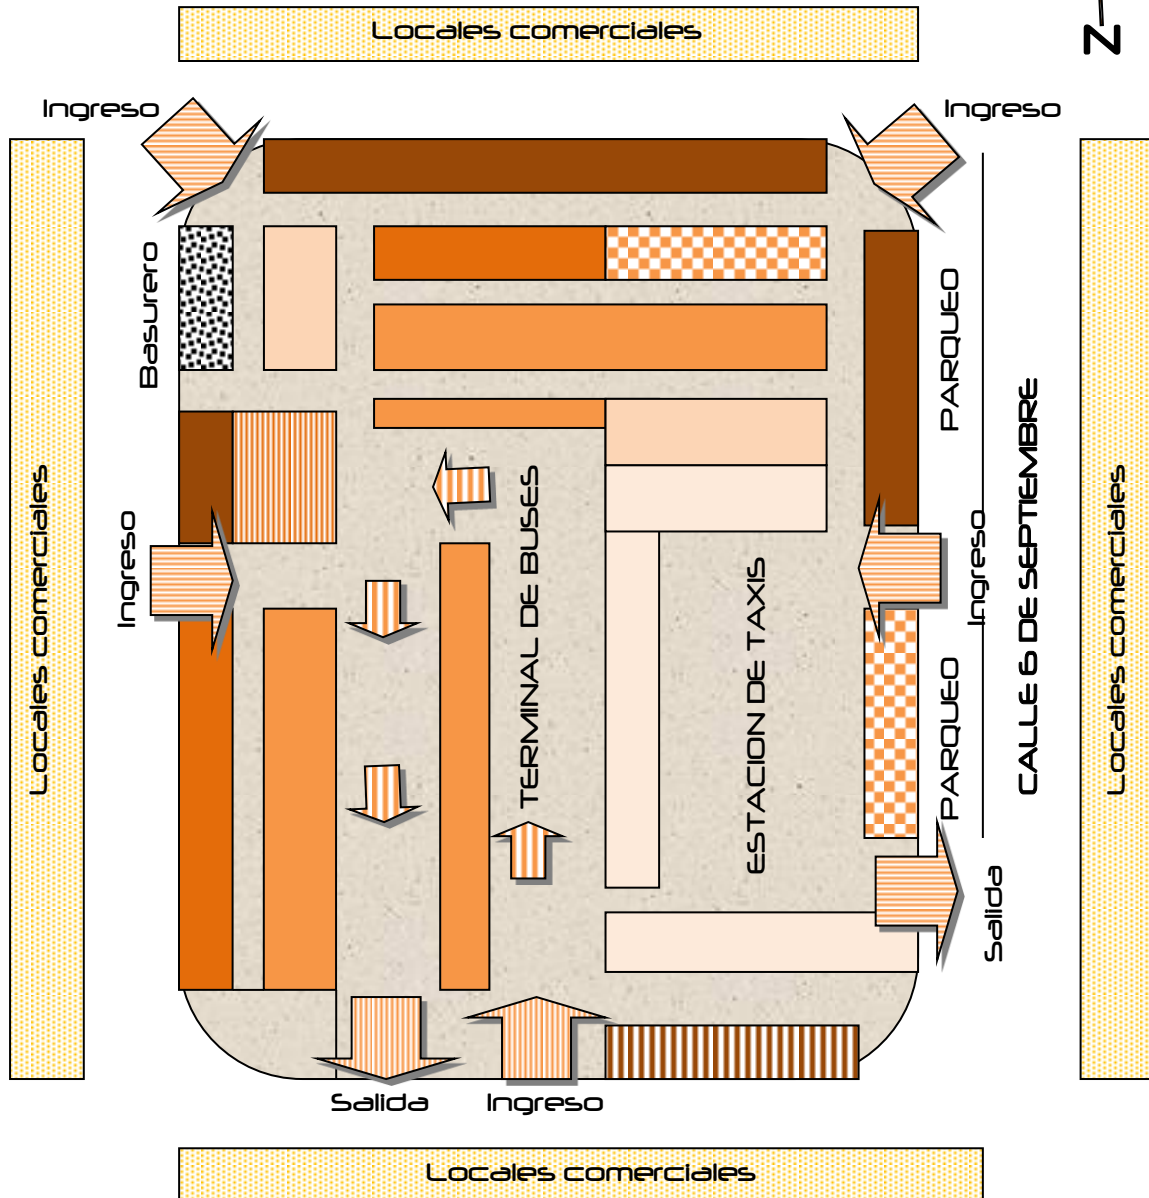 Locales comerciales
N
Ingreso
Ingreso
Basurero
PARQUEO
Locales comerciales
Ingreso
TERMINAL DE BUSES
ESTACION DE TAXIS
Ingreso
CALLE 6 DE SEPTIEMBRE
Locales comerciales
PARQUEO
Salida
Salida
Ingreso
Locales comerciales